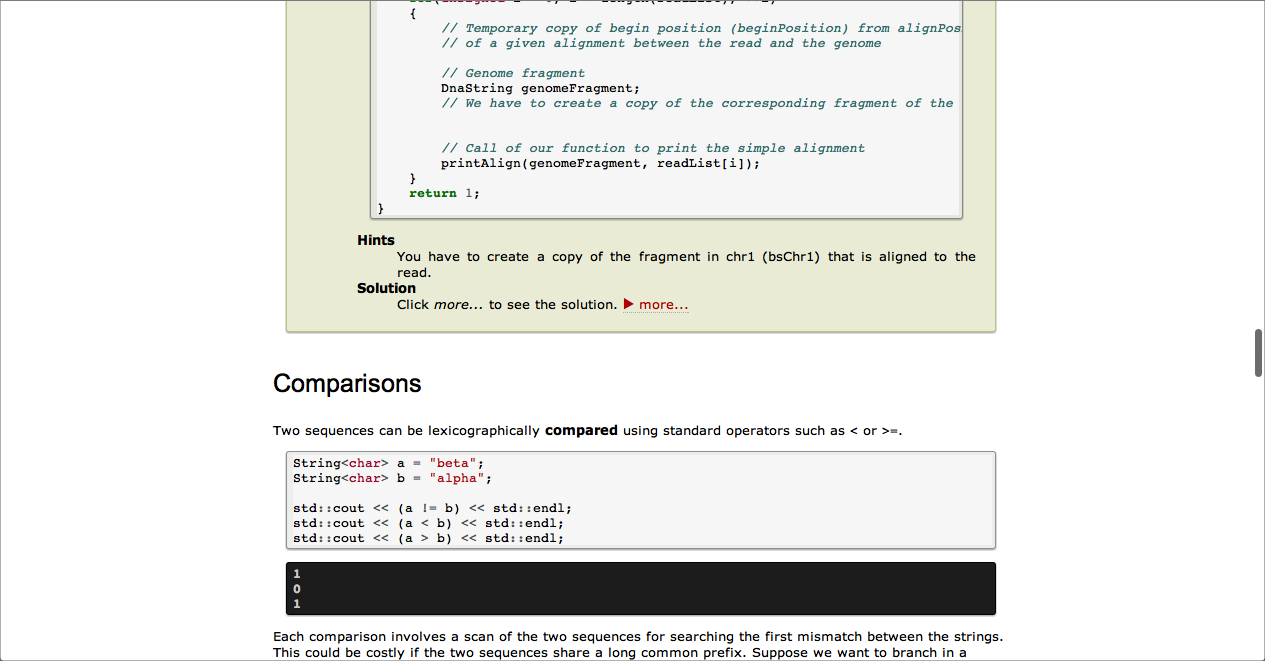 {
// Temporary copy of begin position (beginPosition) from alignPos
// of a given alignment between the read and the genome
// Genome fragment
DnaString genomeFragment;
// We have to create a copy of the corresponding fragment of the
// Call of our function to print the simple alignment
printAlign(genomeFragment, readList[i]);
}
return 1;
}
Hints
You have to create a copy of the fragment in chr1 (bsChr1) that is aligned to the
read.
Solution
Click more... to see the solution. ▶ more...
Comparisons
Two sequences can be lexicographically compared using standard operators such as < or >=.
String<char> a = "beta";
String<char> b = "alpha";
std::cout << (a != b) << std::endl;
std::cout << (a < b) << std::endl;
std::cout << (a > b) << std::endl;
1
0
1
Each comparison involves a scan of the two sequences for searching the first mismatch between the strings.
This could be costly if the two sequences share a long common prefix. Suppose we want to branch in a